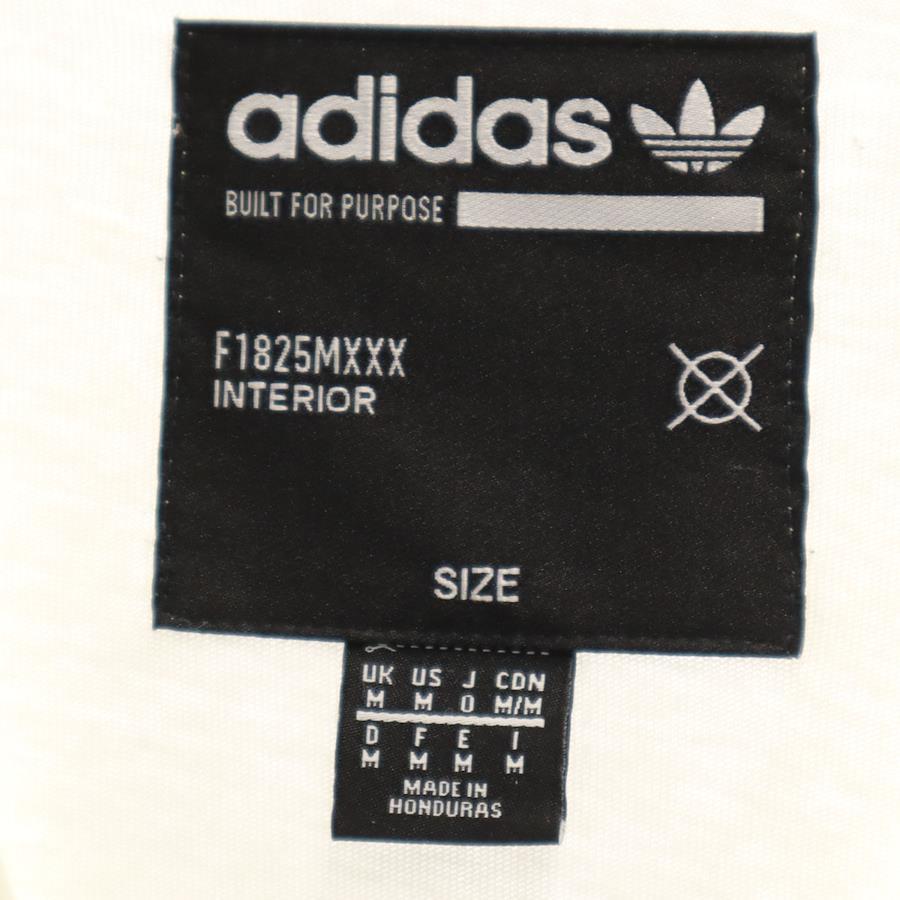 adidas
BUILT FOR PURPOSE
F1825MXXX
INTERIOR
SIZE
UK US J CDN
M M O M/M
D F E I
M M M M
MADE IN
HONDURAS